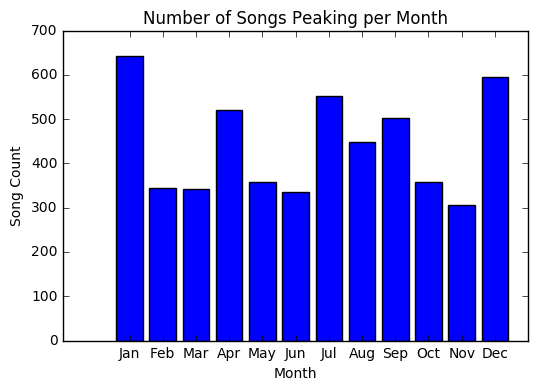 Number of Songs Peaking per Month
700
600
500
400
300
200
100
0
Song Count
Jan Feb Mar Apr May Jun Jul Aug Sep Oct Nov Dec
Month